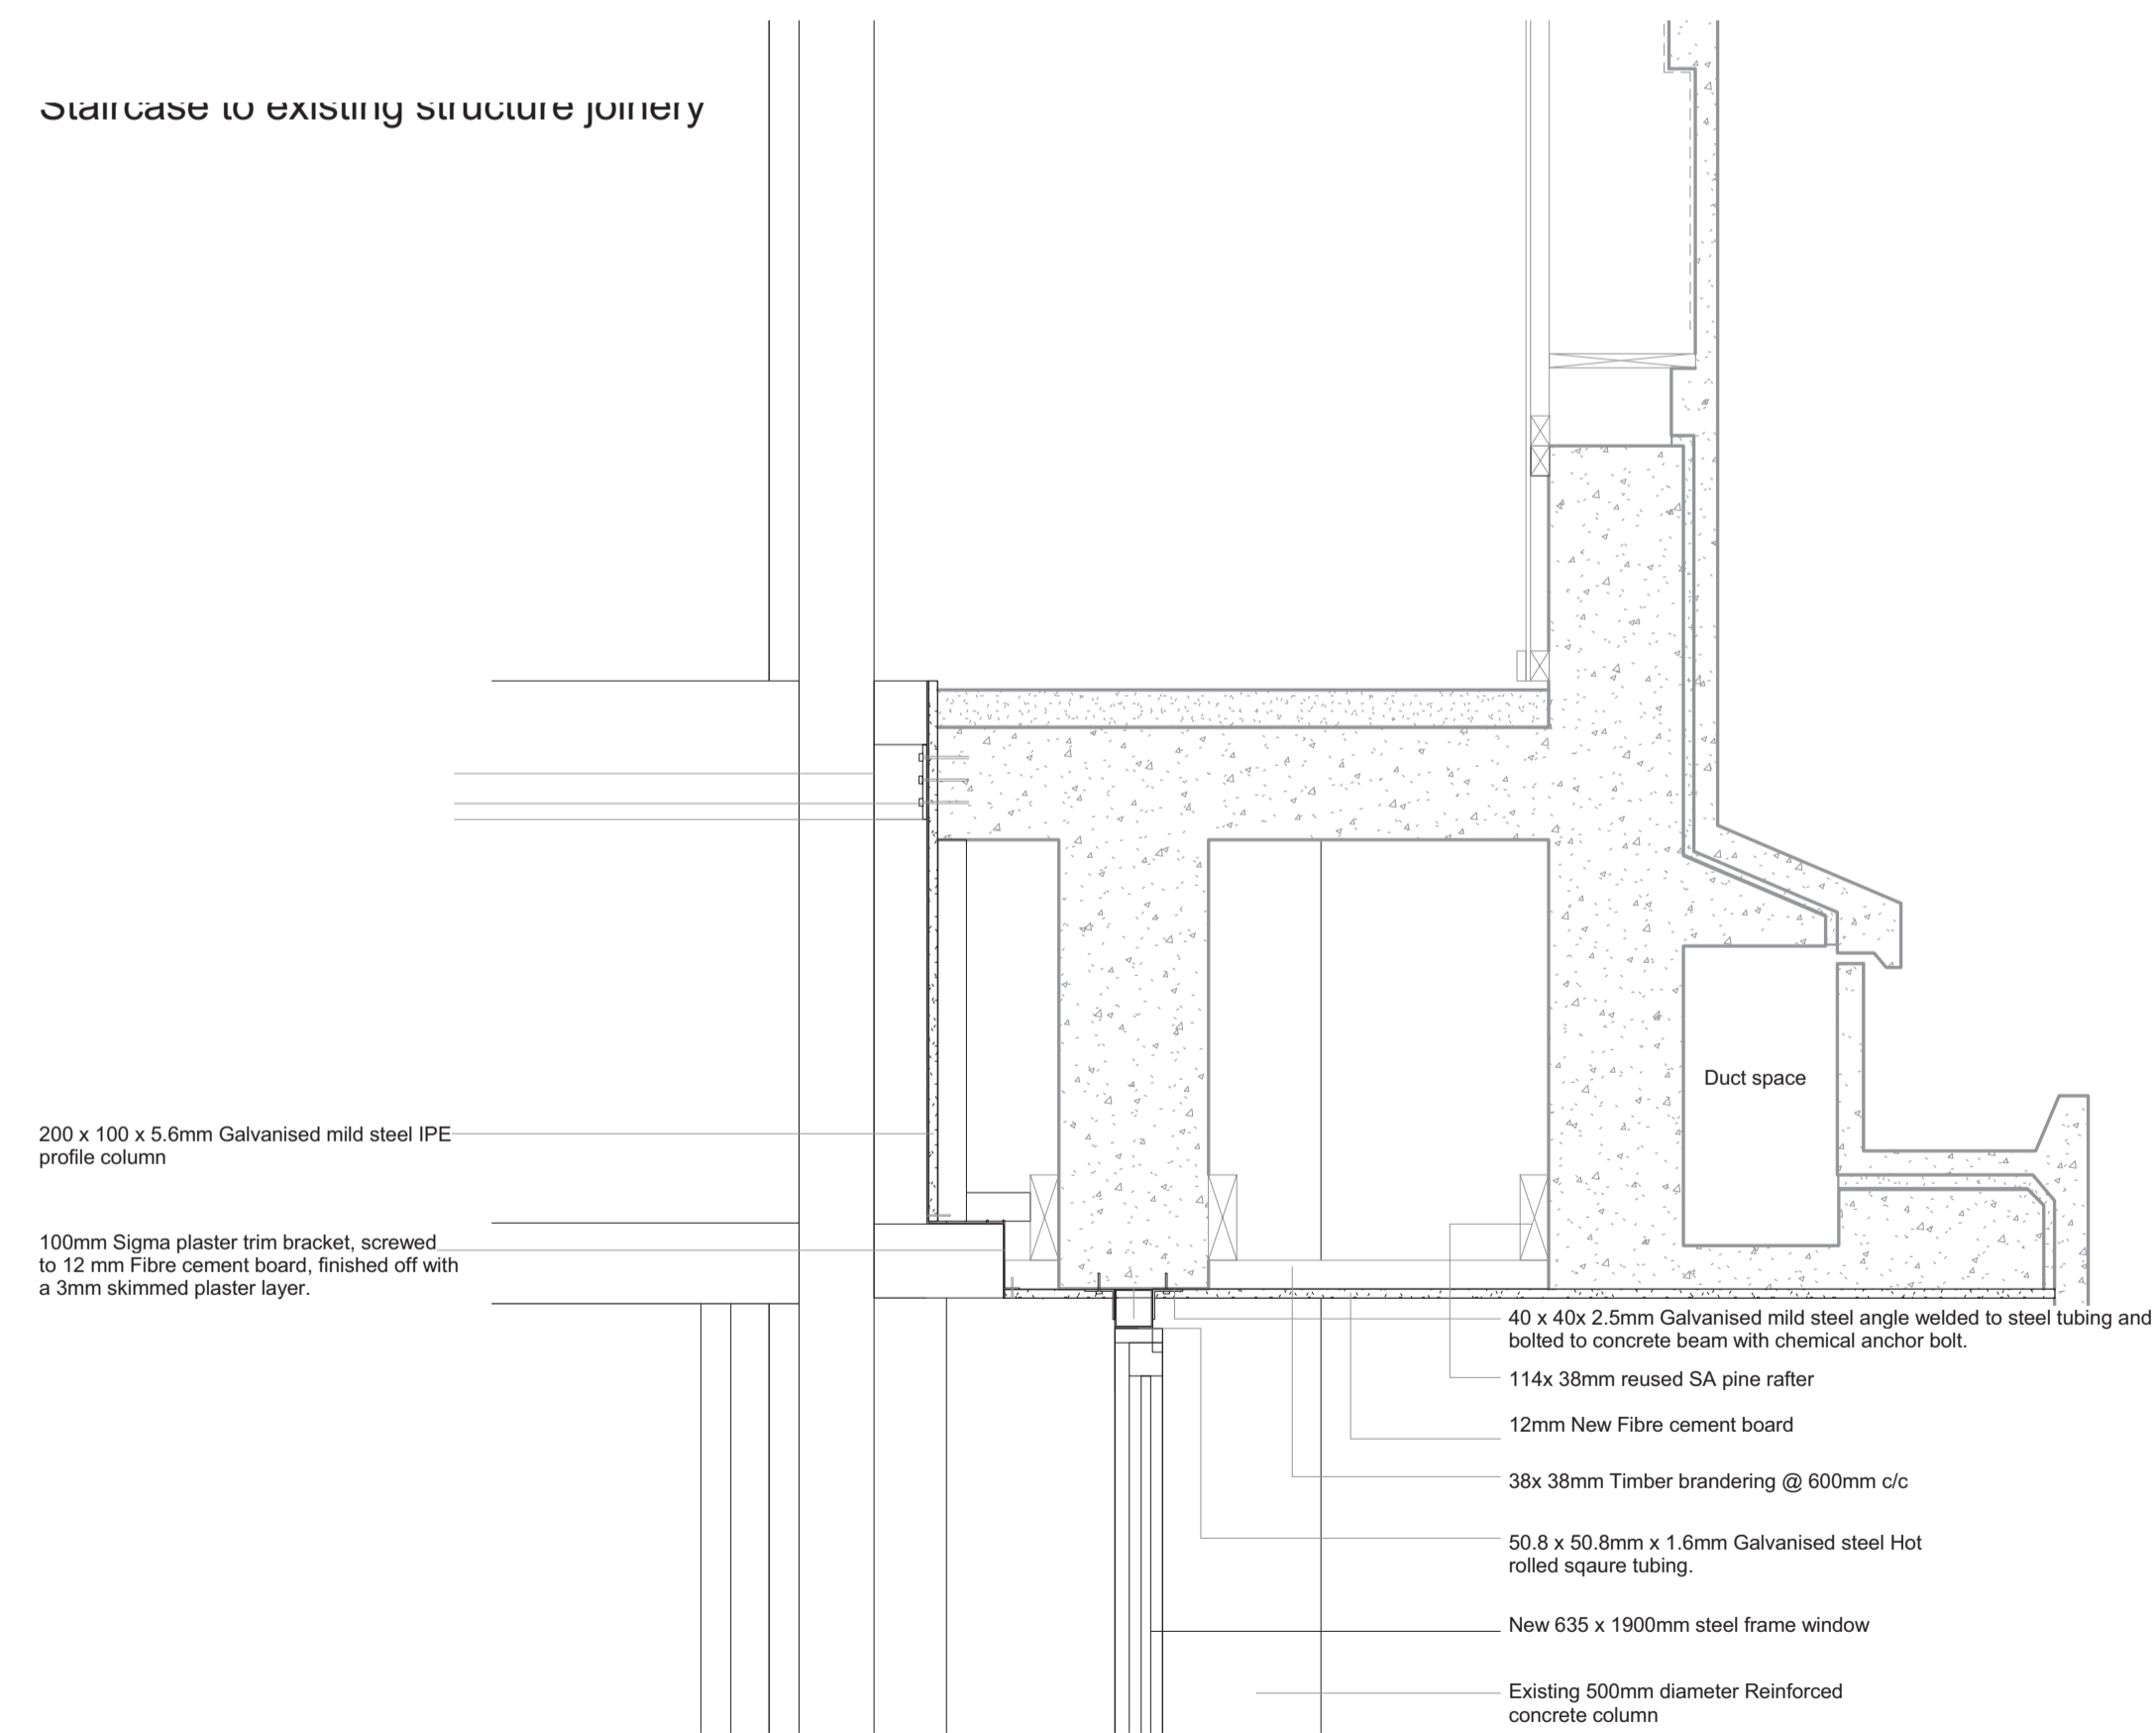 Staircase to existing structure joinery
Duct space
200 x 100 x 5.6mm Galvanised mild steel IPE
profile column
100mm Sigma plaster trim bracket, screwed
to 12 mm Fibre cement board, finished off with
a 3mm skimmed plaster layer.
40 x 40x 2.5mm Galvanised mild steel angle welded to steel tubing and
bolted to concrete beam with chemical anchor bolt.
114x 38mm reused SA pine rafter
12mm New Fibre cement board
38x 38mm Timber brandering @ 600mm c/c
50.8 x 50.8mm x 1.6mm Galvanised steel Hot
rolled sqaure tubing.
New 635 x 1900mm steel frame window
Existing 500mm diameter Reinforced
concrete column